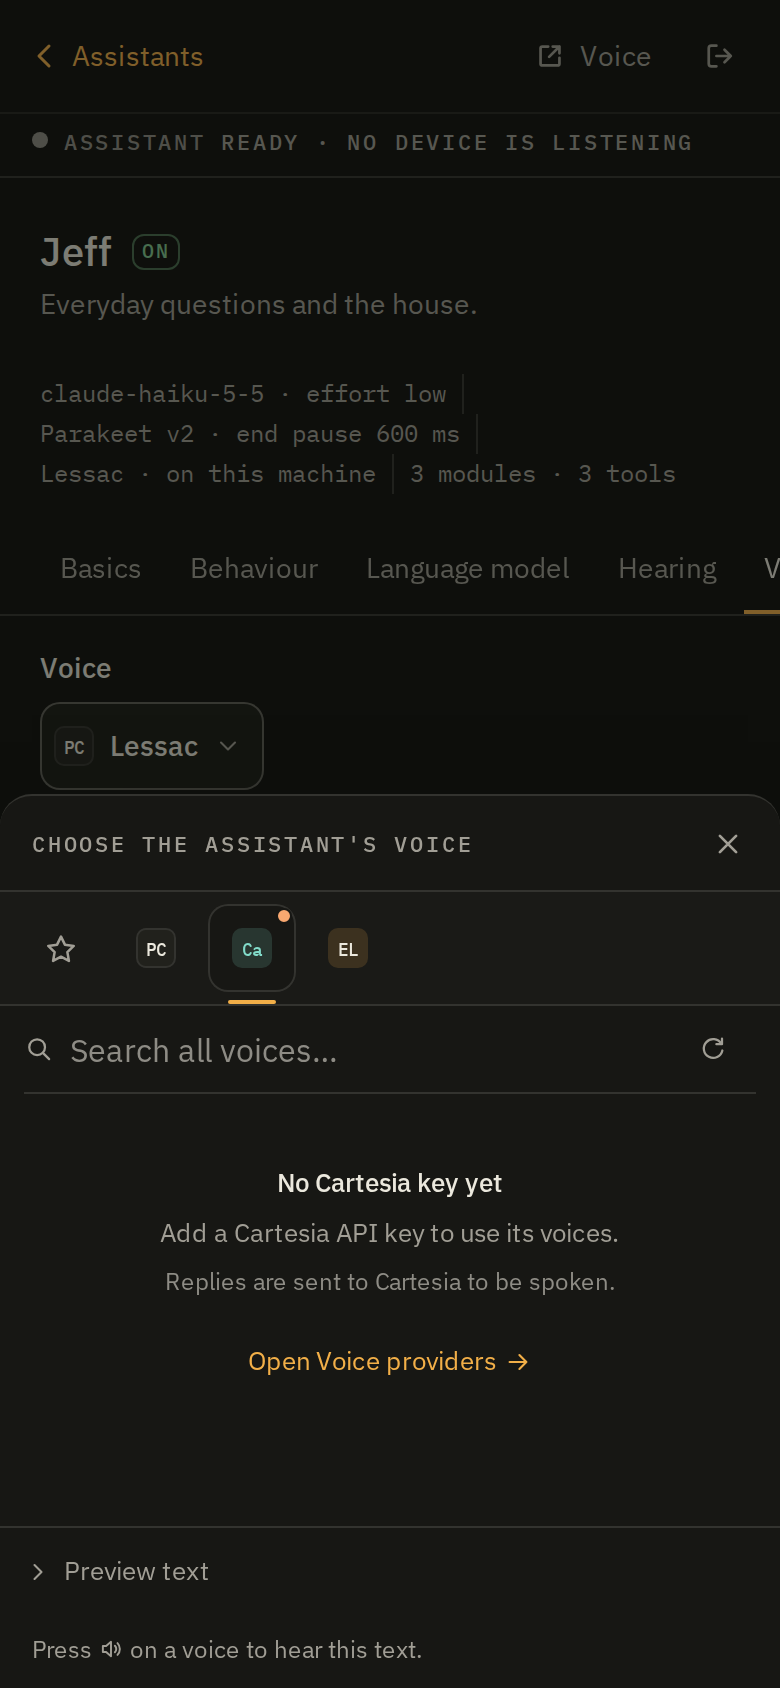 Assistants
Voice
ASSISTANT READY · NO DEVICE IS LISTENING
Jeff ON
Everyday questions and the house.
claude-haiku-5-5 · effort low
Parakeet v2 · end pause 600 ms
Lessac · on this machine 3 modules · 3 tools
Basics Behaviour Language model Hearing V
Voice
PC Lessac
CHOOSE THE ASSISTANT'S VOICE
PC Ca EL
Search all voices...
No Cartesia key yet
Add a Cartesia API key to use its voices.
Replies are sent to Cartesia to be spoken.
Open Voice providers →
Preview text
Press on a voice to hear this text.